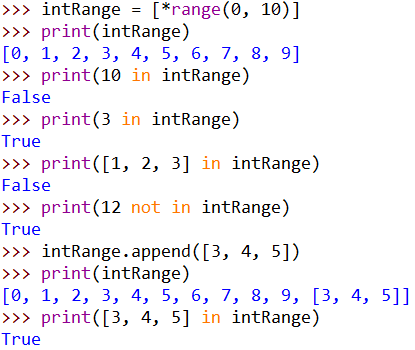 >>> intRange = [*range(0, 10)]
>>> print(intRange)
[0, 1, 2, 3, 4, 5, 6, 7, 8, 9]
>>> print(10 in intRange)
False
>>> print(3 in intRange)
True
>>> print([1, 2, 3] in intRange)
False
>>> print(12 not in intRange)
True
>>> intRange.append([3, 4, 5])
>>> print(intRange)
[0, 1, 2, 3, 4, 5, 6, 7, 8, 9, [3, 4, 5]]
>>> print([3, 4, 5] in intRange)
True